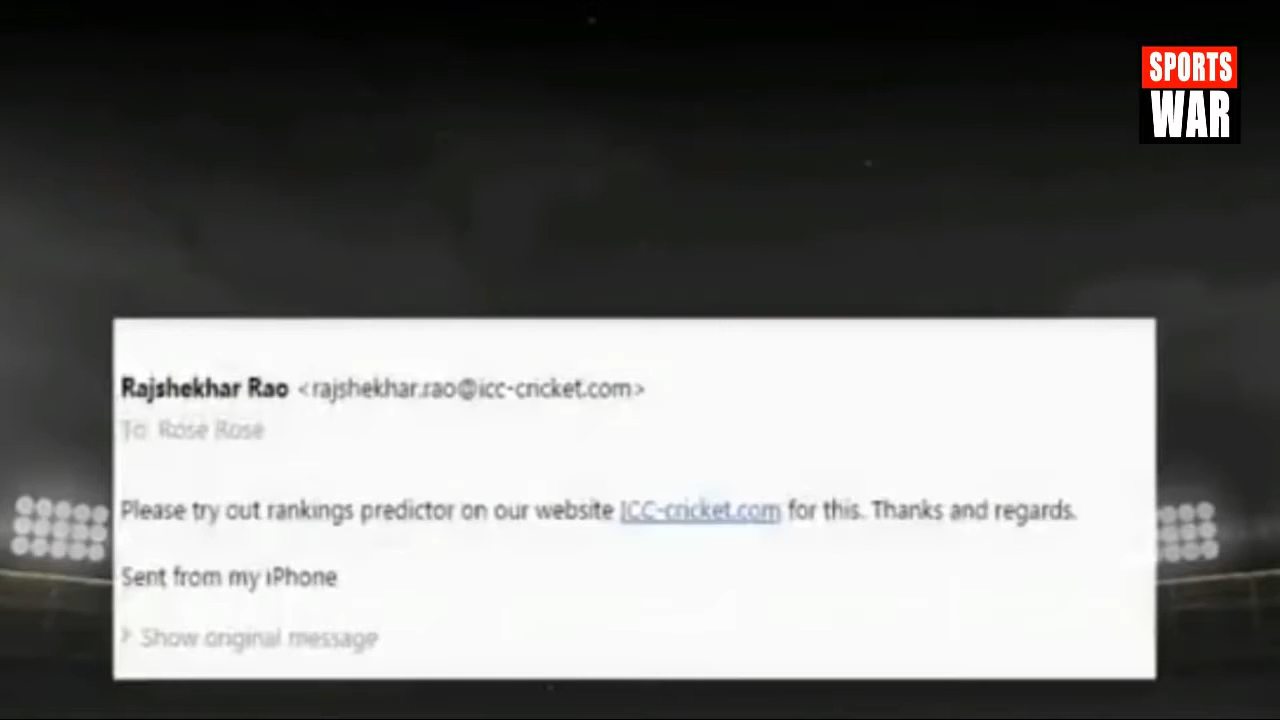 SPORTS
WAR
Rajshekhar Rao <rajshekhar.rao@icc-cricket.com>
To Rose Rose
Please try out rankings predictor on our website ICC-cricket.com for this. Thanks and regards.
Sent from my iPhone
> Show original message